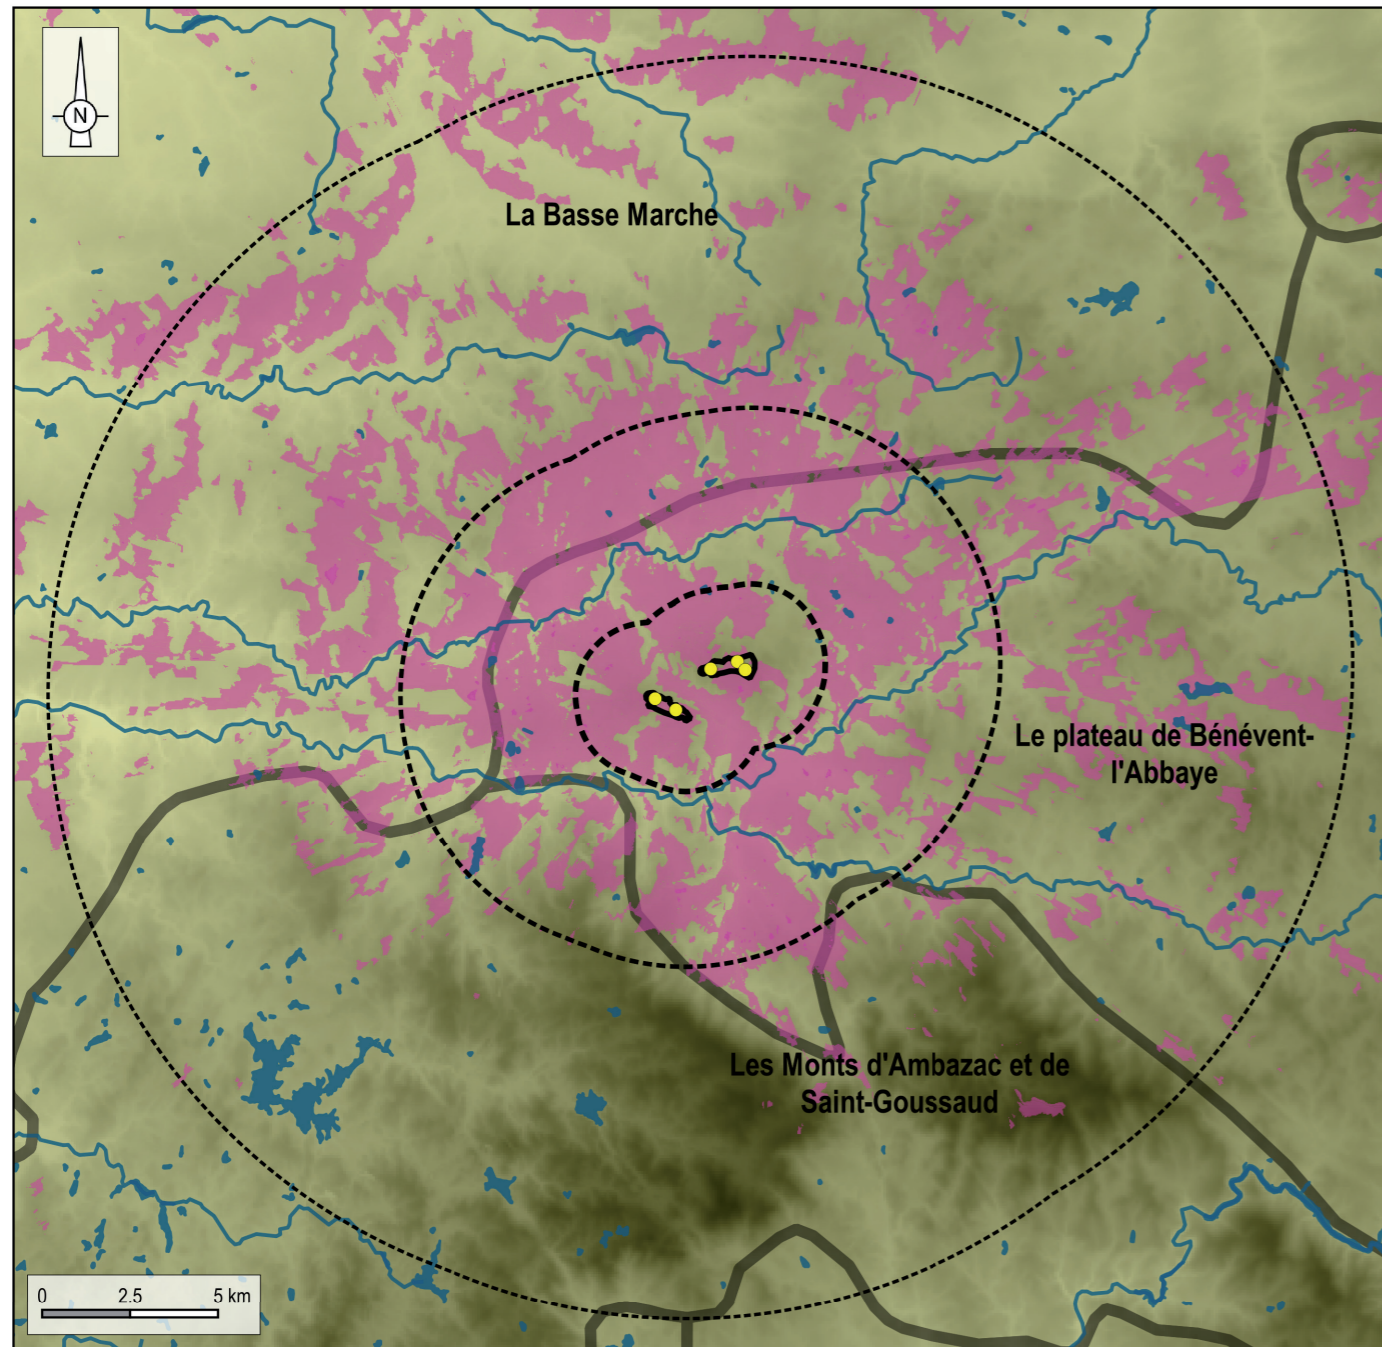 N
La Basse Marche
Le plateau de Bénévent-
l'Abbaye
Les Monts d'Ambazac et de
Saint-Goussaud
0 2.5 5 km